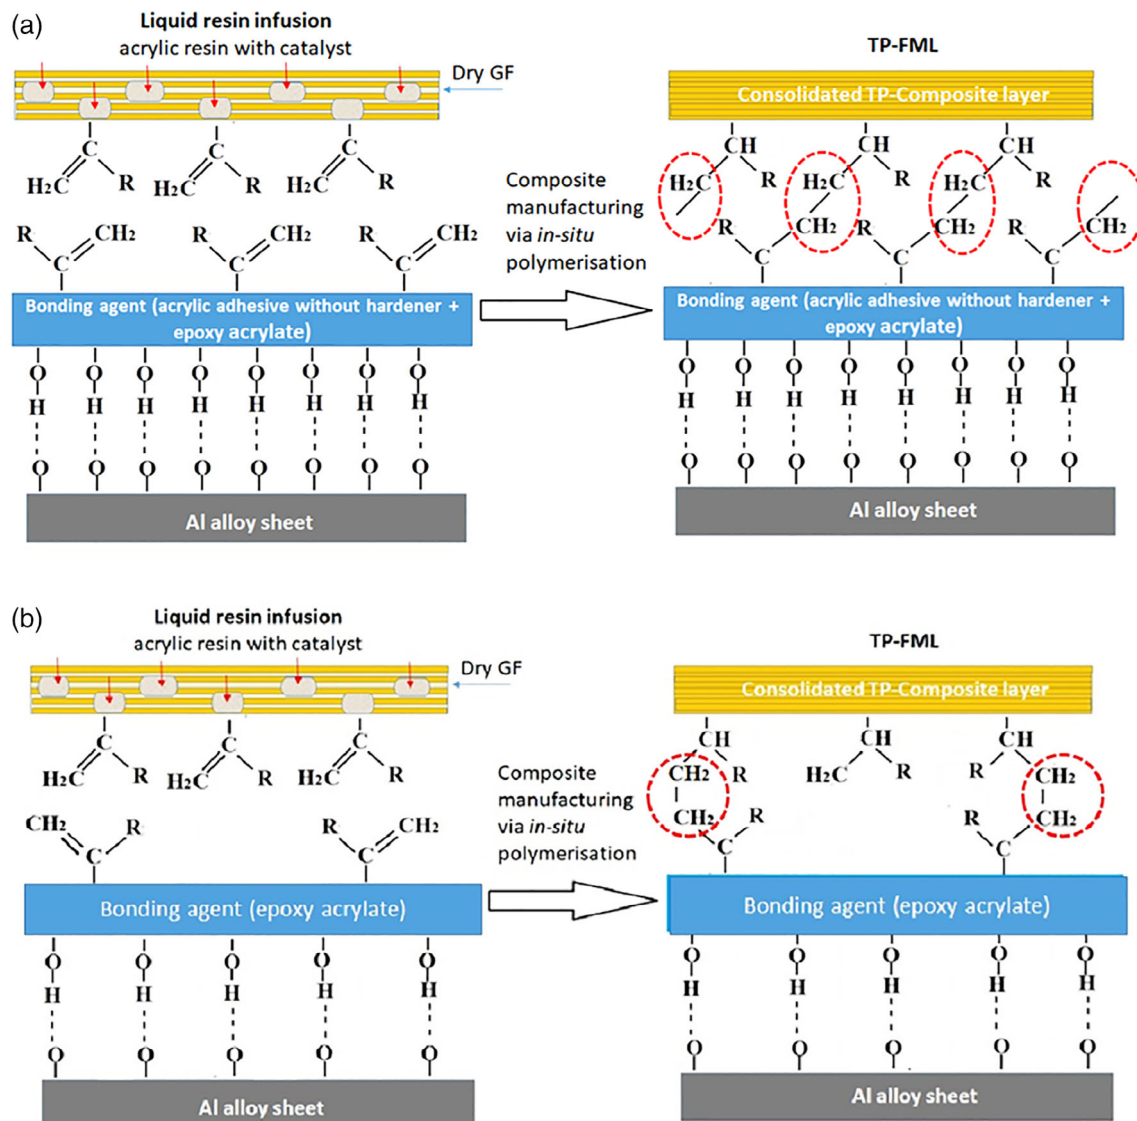 (a)
Liquid resin infusion
acrylic resin with catalyst
Dry GF
C C C
H2C R H2C R H2C R
R CH2 R CH2 R CH2
C C C
Bonding agent (acrylic adhesive without hardener +
epoxy acrylate)
O O O O O O O O
H H H H H H H H
O O O O O O O O
Al alloy sheet
Composite
manufacturing
via in-situ
polymerisation
TP-FML
Consolidated TP-Composite layer
CH CH CH
H2C R H2C R H2C R
R CH2 R CH2 R CH2
C C C
Bonding agent (acrylic adhesive without hardener +
epoxy acrylate)
O O O O O O O O
H H H H H H H H
O O O O O O O O
Al alloy sheet
(b)
Liquid resin infusion
acrylic resin with catalyst
Dry GF
C C C
H2C R H2C R H2C R
CH2 R R CH2
C C
Bonding agent (epoxy acrylate)
O O O O O
H H H H H
O O O O O
Al alloy sheet
Composite
manufacturing
via in-situ
polymerisation
TP-FML
Consolidated TP-Composite layer
CH CH CH
CH2 R H2C R R CH2
CH2 R R CH2
C C
Bonding agent (epoxy acrylate)
O O O O O
H H H H H
O O O O O
Al alloy sheet